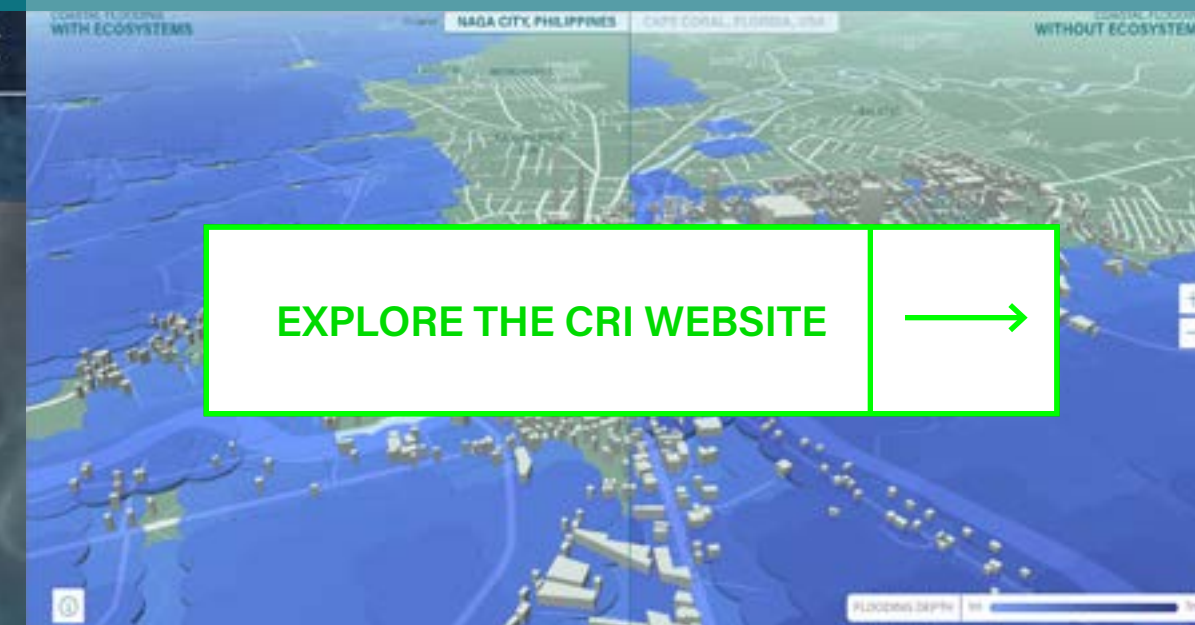 COASTAL FLOODING
WITH ECOSYSTEMS
NAGA CITY, PHILIPPINES
CAPE CORAL, FLORIDA, USA
COASTAL FLOODING
WITHOUT ECOSYSTEMS
EXPLORE THE CRI WEBSITE
FLOODING DEPTH